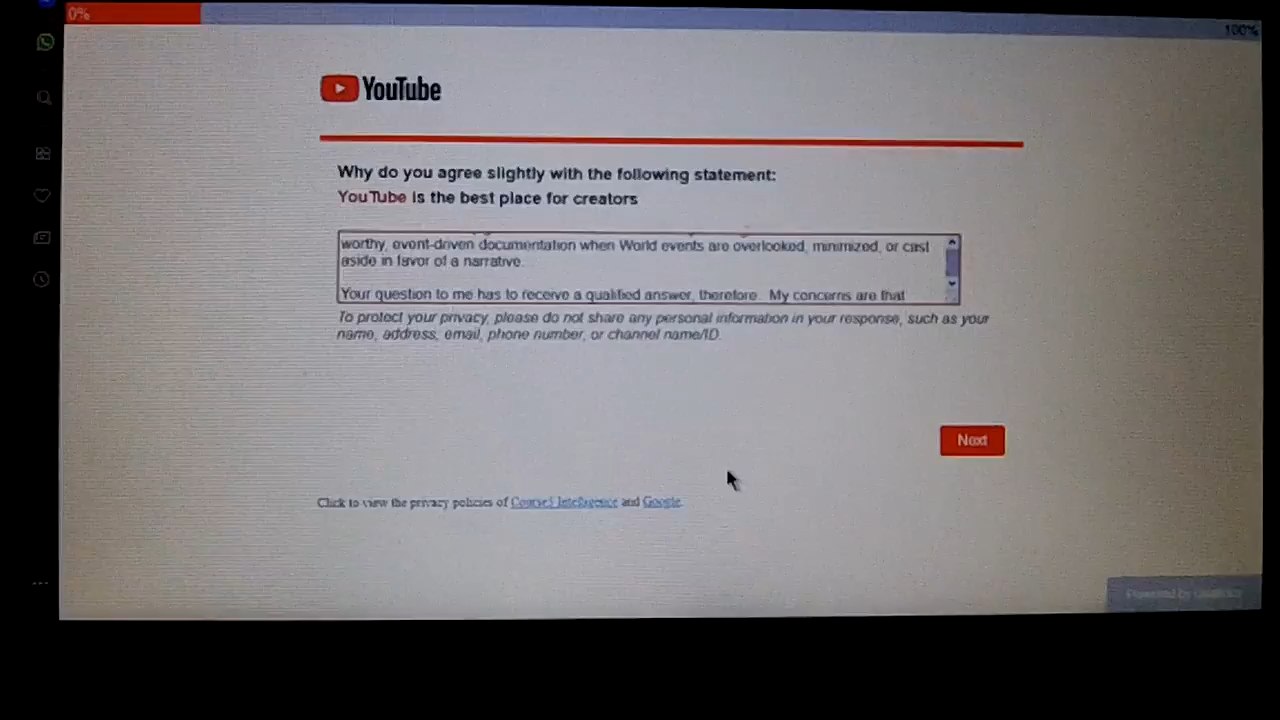 0%
100%
YouTube
Why do you agree slightly with the following statement:
YouTube is the best place for creators
worthy, event-driven documentation when World events are overlooked, minimized, or cast
aside in favor of a narrative.
Your question to me has to receive a qualified answer, therefore. My concerns are that
To protect your privacy, please do not share any personal information in your response, such as your
name, address, email, phone number, or channel name/ID.
Next
Click to view the privacy policies of Course5 Intelligence and Google.
Powered by